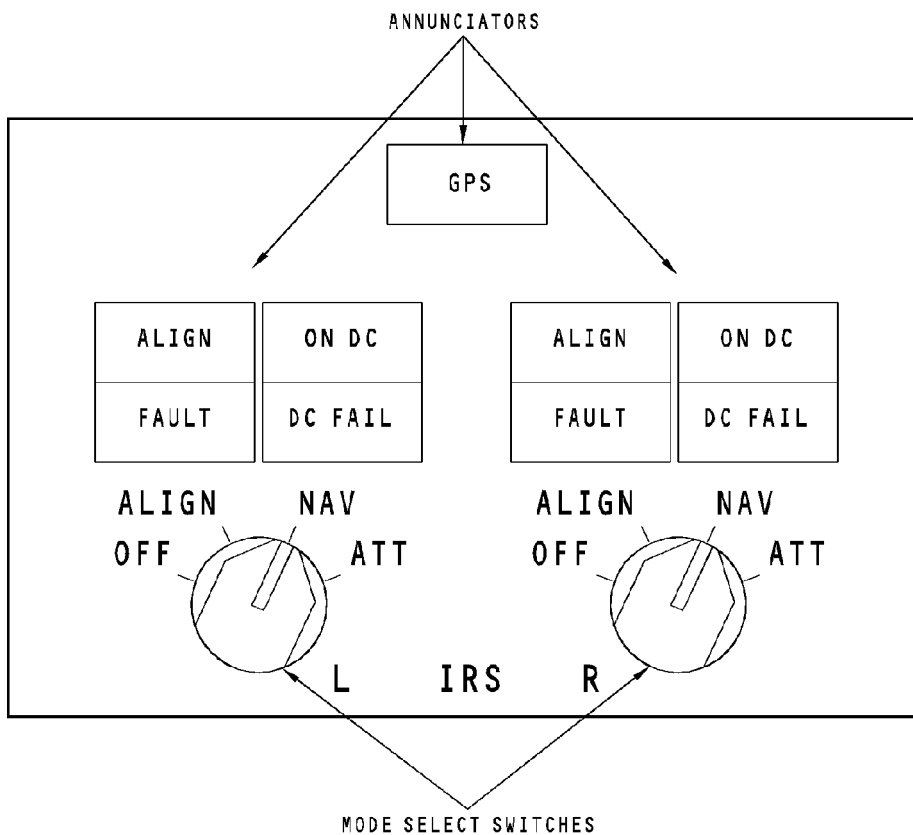 ANNUNCIATORS
GPS
ALIGN ON DC ALIGN ON DC
FAULT DC FAIL FAULT DC FAIL
ALIGN NAV ALIGN NAV
OFF ATT OFF ATT
L IRS R
MODE SELECT SWITCHES